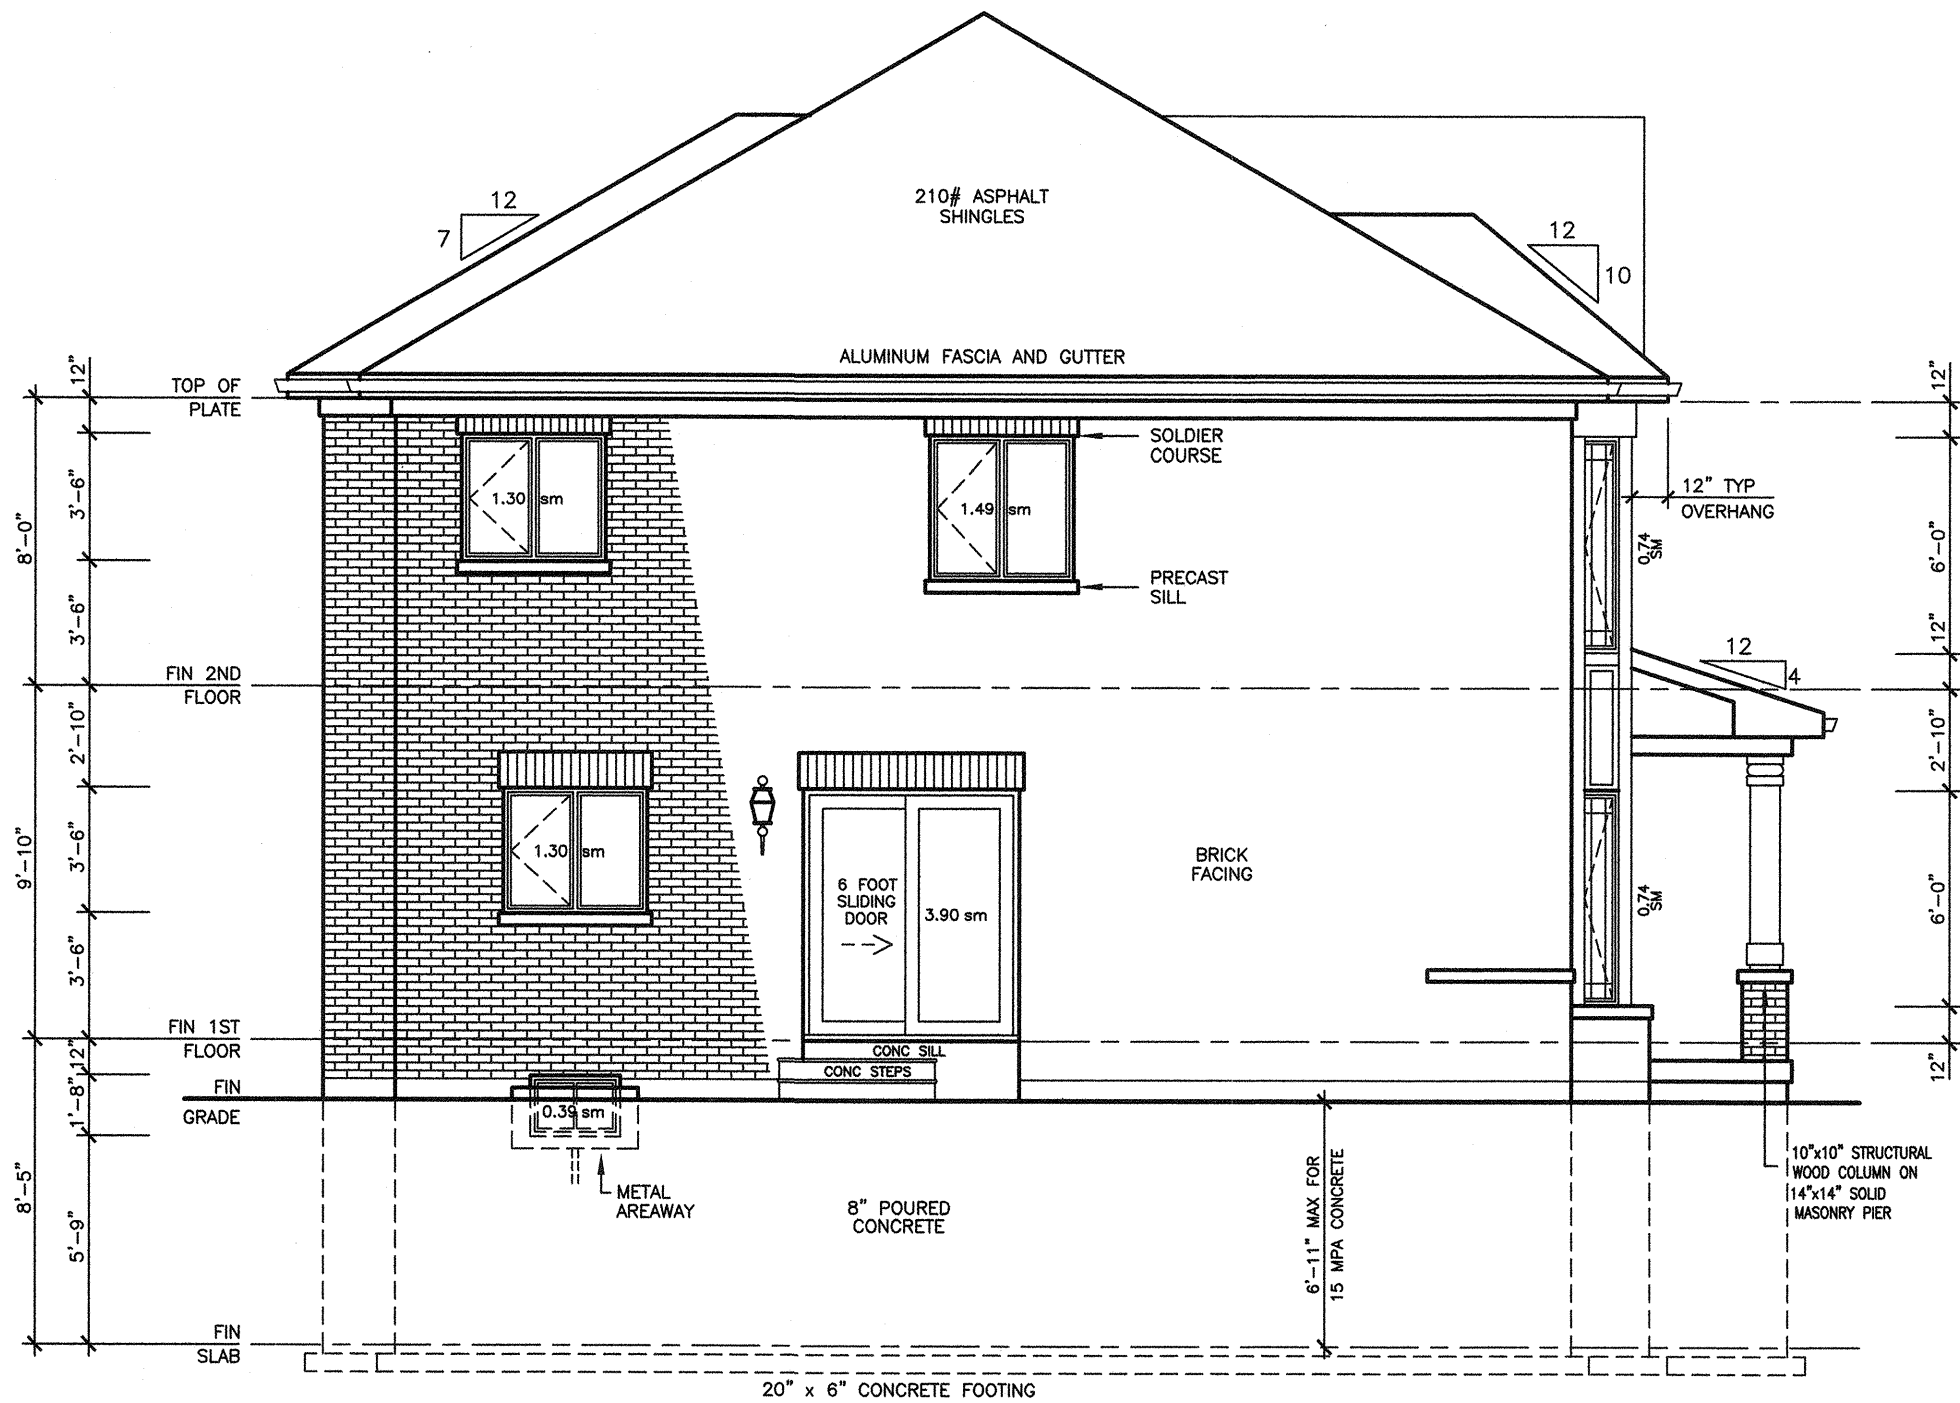 210# ASPHALT
SHINGLES
12
7
12
10
ALUMINUM FASCIA AND GUTTER
TOP OF
PLATE
12"
3'-6"
3'-6"
8'-0"
FIN 2ND
FLOOR
2'-10"
3'-6"
3'-6"
9'-10"
FIN 1ST
FLOOR
12"
FIN
GRADE
1'-8"
5'-9"
8'-5"
FIN
SLAB
1.30 sm
1.49 sm
SOLDIER
COURSE
PRECAST
SILL
1.30 sm
6 FOOT
SLIDING
DOOR
3.90 sm
BRICK
FACING
CONC SILL
CONC STEPS
0.39 sm
METAL
AREAWAY
8" POURED
CONCRETE
6'-11" MAX FOR
15 MPA CONCRETE
20" x 6" CONCRETE FOOTING
12" TYP
OVERHANG
0.74
SM
12
4
0.74
SM
12"
6'-0"
12"
2'-10"
6'-0"
12"
10"x10" STRUCTURAL
WOOD COLUMN ON
14"x14" SOLID
MASONRY PIER